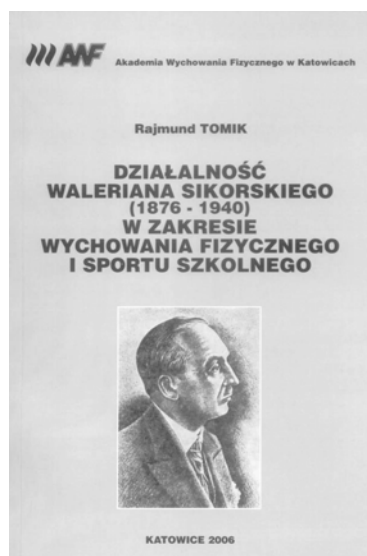 AWF Akademia Wychowania Fizycznego w Katowicach
Rajmund TOMIK
DZIAŁALNOŚĆ
WALERIANA SIKORSKIEGO
(1876 - 1940)
W ZAKRESIE
WYCHOWANIA FIZYCZNEGO
I SPORTU SZKOLNEGO
KATOWICE 2006